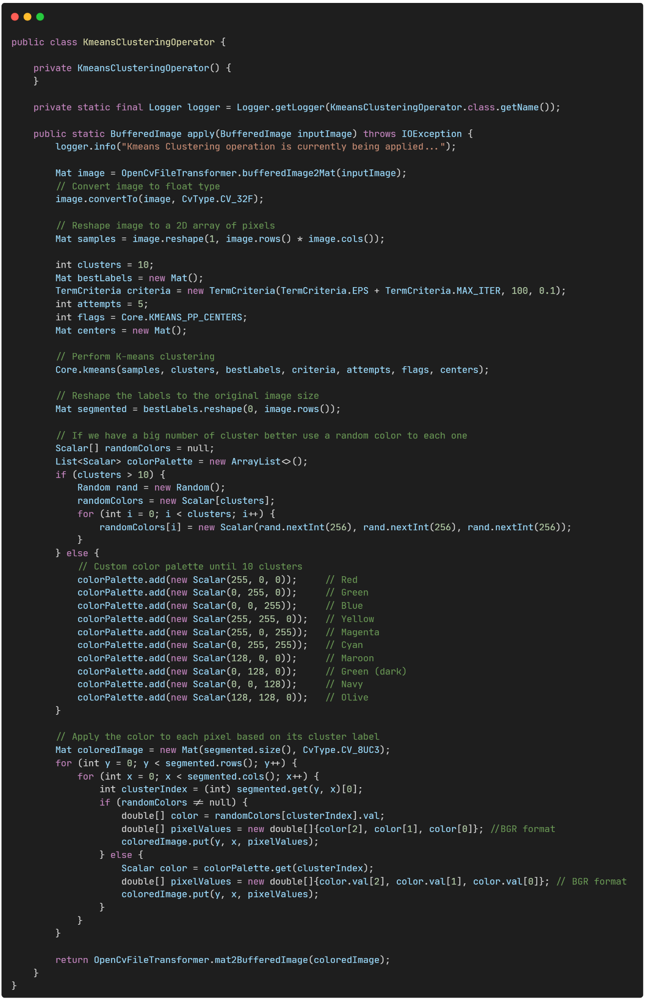 public class KmeansClusteringOperator {
private KmeansClusteringOperator() {
}
private static final Logger logger = Logger.getLogger(KmeansClusteringOperator.class.getName());
public static BufferedImage apply(BufferedImage inputImage) throws IOException {
logger.info("Kmeans Clustering operation is currently being applied...");
Mat image = OpenCvFileTransformer.bufferedImage2Mat(inputImage);
// Convert image to float type
image.convertTo(image, CvType.CV_32F);
// Reshape image to a 2D array of pixels
Mat samples = image.reshape(1, image.rows() * image.cols());
int clusters = 10;
Mat bestLabels = new Mat();
TermCriteria criteria = new TermCriteria(TermCriteria.EPS + TermCriteria.MAX_ITER, 100, 0.1);
int attempts = 5;
int flags = Core.KMEANS_PP_CENTERS;
Mat centers = new Mat();
// Perform K-means clustering
Core.kmeans(samples, clusters, bestLabels, criteria, attempts, flags, centers);
// Reshape the labels to the original image size
Mat segmented = bestLabels.reshape(0, image.rows());
// If we have a big number of cluster better use a random color to each one
Scalar[] randomColors = null;
List<Scalar> colorPalette = new ArrayList<>();
if (clusters > 10) {
Random rand = new Random();
randomColors = new Scalar[clusters];
for (int i = 0; i < clusters; i++) {
randomColors[i] = new Scalar(rand.nextInt(256), rand.nextInt(256), rand.nextInt(256));
}
} else {
// Custom color palette until 10 clusters
colorPalette.add(new Scalar(255, 0, 0)); // Red
colorPalette.add(new Scalar(0, 255, 0)); // Green
colorPalette.add(new Scalar(0, 0, 255)); // Blue
colorPalette.add(new Scalar(255, 255, 0)); // Yellow
colorPalette.add(new Scalar(255, 0, 255)); // Magenta
colorPalette.add(new Scalar(0, 255, 255)); // Cyan
colorPalette.add(new Scalar(128, 0, 0)); // Maroon
colorPalette.add(new Scalar(0, 128, 0)); // Green (dark)
colorPalette.add(new Scalar(0, 0, 128)); // Navy
colorPalette.add(new Scalar(128, 128, 0)); // Olive
}
// Apply the color to each pixel based on its cluster label
Mat coloredImage = new Mat(segmented.size(), CvType.CV_8UC3);
for (int y = 0; y < segmented.rows(); y++) {
for (int x = 0; x < segmented.cols(); x++) {
int clusterIndex = (int) segmented.get(y, x)[0];
if (randomColors != null) {
double[] color = randomColors[clusterIndex].val;
double[] pixelValues = new double[]{color[2], color[1], color[0]}; //BGR format
coloredImage.put(y, x, pixelValues);
} else {
Scalar color = colorPalette.get(clusterIndex);
double[] pixelValues = new double[]{color.val[2], color.val[1], color.val[0]}; // BGR format
coloredImage.put(y, x, pixelValues);
}
}
}
return OpenCvFileTransformer.mat2BufferedImage(coloredImage);
}
}